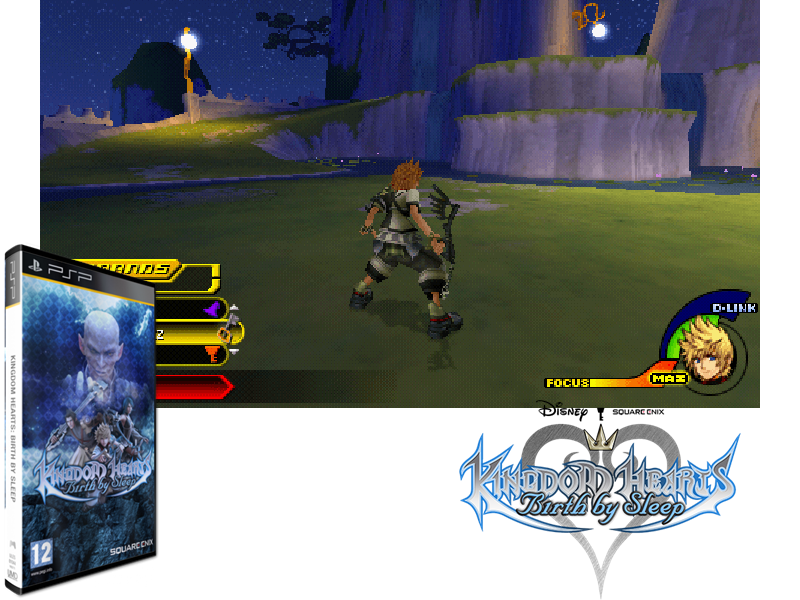 D-LINK
FOCUS
MAX
Z
PSP
PSP
KINGDOM HEARTS: BIRTH BY SLEEP
KINGDOM HEARTS
Birth by Sleep
12
SQUARE ENIX
Disney
SQUARE ENIX
KINGDOM HEARTS
Birth by Sleep